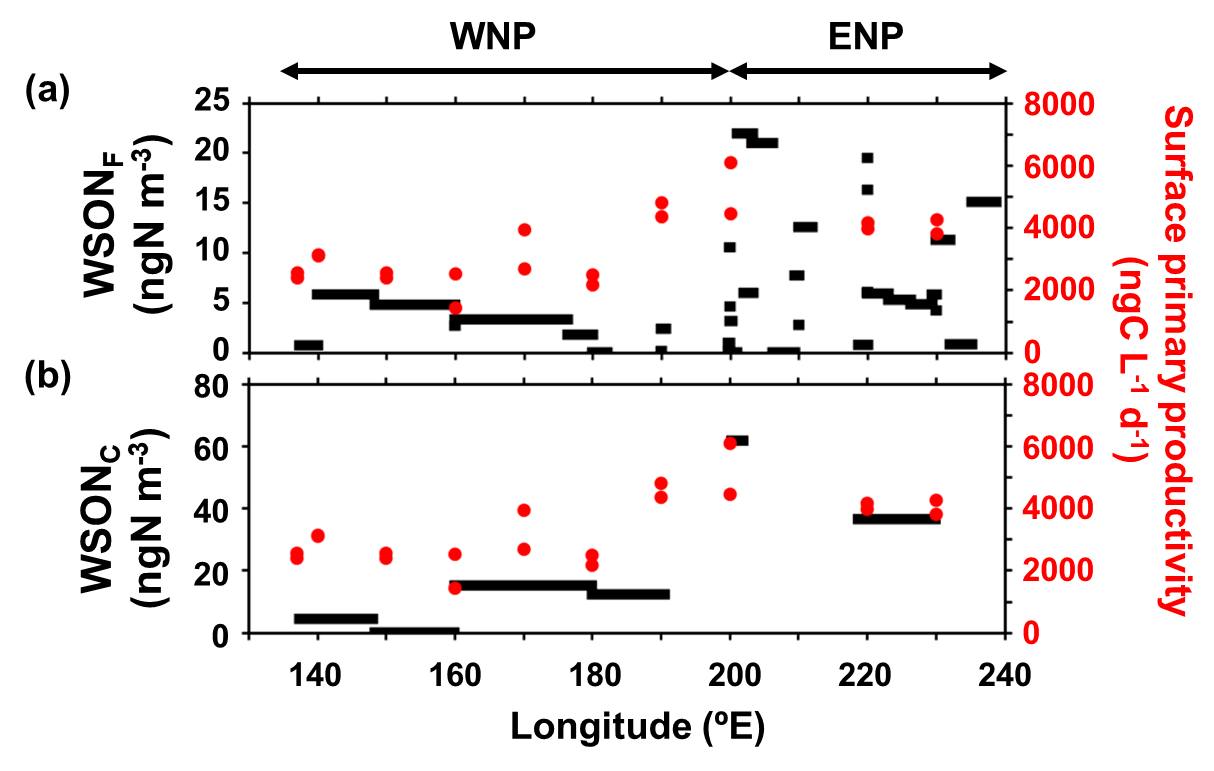 WNP ENP
(a)
25 8000
20 6000
15 4000
10 2000
5
0 0
WSON_F
(ngN m⁻³)
(b)
80 8000
60 6000
40 4000
20 2000
0 0
WSON_C
(ngN m⁻³)
Surface primary productivity
(ngC L⁻¹ d⁻¹)
140 160 180 200 220 240
Longitude (ºE)